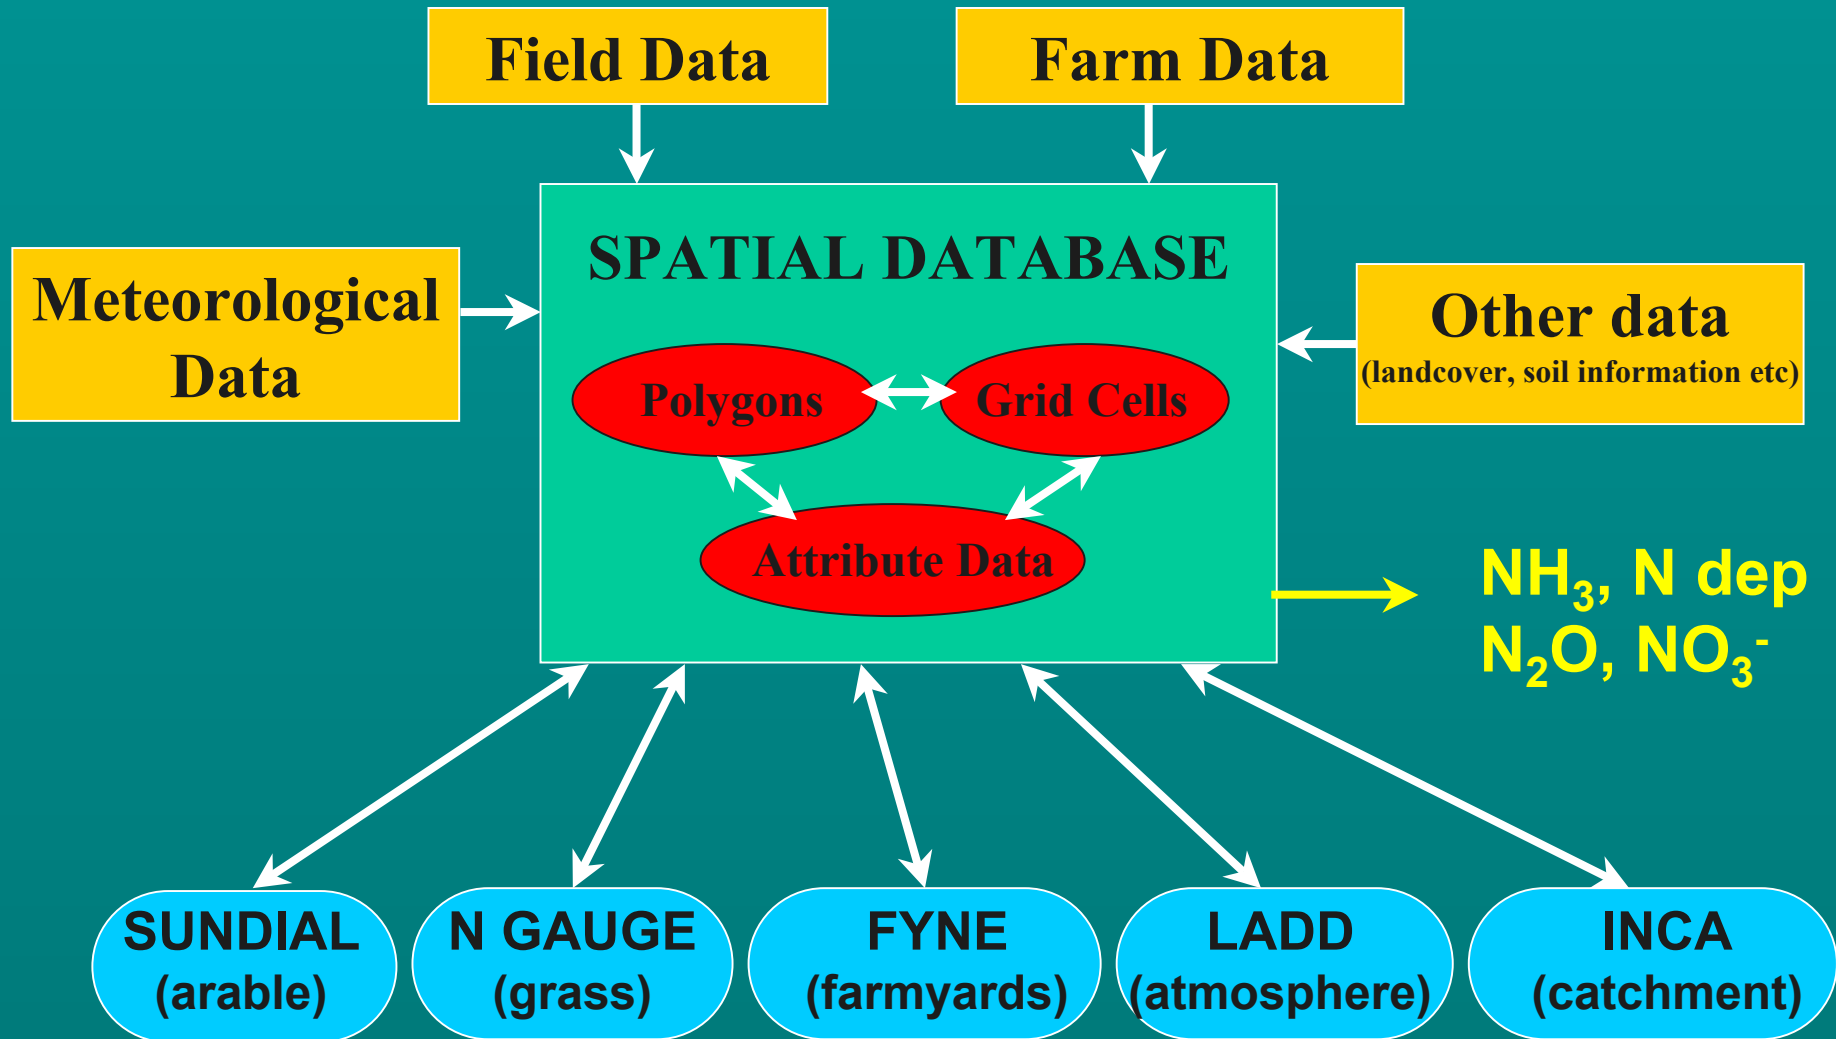 Field Data
Farm Data
SPATIAL DATABASE
Meteorological
Data
Other data
(landcover, soil information etc)
Polygons
Grid Cells
Attribute Data
NH₃, N dep
N₂O, NO₃⁻
SUNDIAL
(arable)
N GAUGE
(grass)
FYNE
(farmyards)
LADD
(atmosphere)
INCA
(catchment)